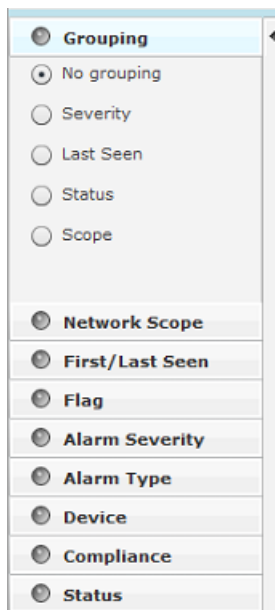 Grouping
No grouping
Severity
Last Seen
Status
Scope
Network Scope
First/Last Seen
Flag
Alarm Severity
Alarm Type
Device
Compliance
Status